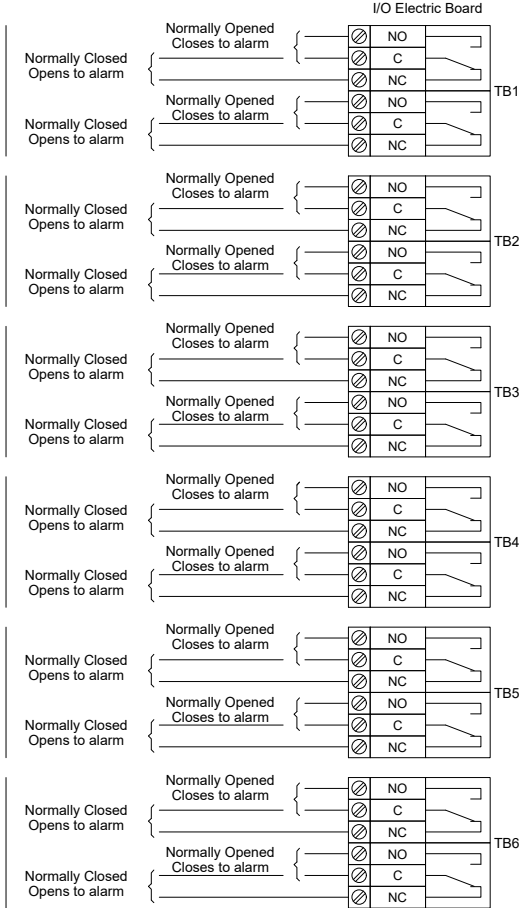 I/O Electric Board
Normally Opened
Closes to alarm
NO
Normally Closed
Opens to alarm
C
NC
TB1
Normally Opened
Closes to alarm
NO
Normally Closed
Opens to alarm
C
NC
Normally Opened
Closes to alarm
NO
Normally Closed
Opens to alarm
C
NC
TB2
Normally Opened
Closes to alarm
NO
Normally Closed
Opens to alarm
C
NC
Normally Opened
Closes to alarm
NO
Normally Closed
Opens to alarm
C
NC
TB3
Normally Opened
Closes to alarm
NO
Normally Closed
Opens to alarm
C
NC
Normally Opened
Closes to alarm
NO
Normally Closed
Opens to alarm
C
NC
TB4
Normally Opened
Closes to alarm
NO
Normally Closed
Opens to alarm
C
NC
Normally Opened
Closes to alarm
NO
Normally Closed
Opens to alarm
C
NC
TB5
Normally Opened
Closes to alarm
NO
Normally Closed
Opens to alarm
C
NC
Normally Opened
Closes to alarm
NO
Normally Closed
Opens to alarm
C
NC
TB6
Normally Opened
Closes to alarm
NO
Normally Closed
Opens to alarm
C
NC